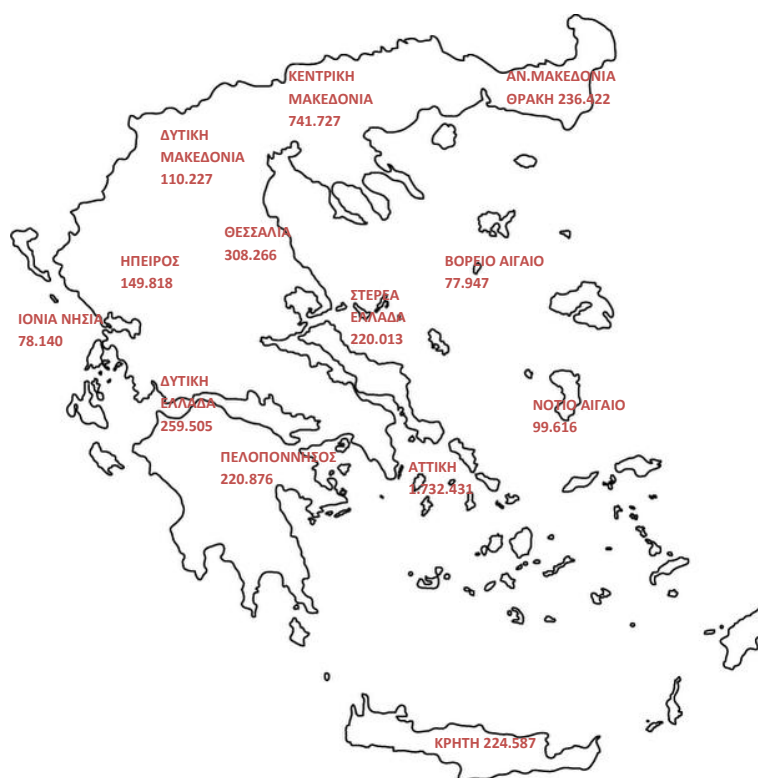 ΚΕΝΤΡΙΚΗ
ΜΑΚΕΔΟΝΙΑ
741.727
ΑΝ.ΜΑΚΕΔΟΝΙΑ
ΘΡΑΚΗ 236.422
ΔΥΤΙΚΗ
ΜΑΚΕΔΟΝΙΑ
110.227
ΘΕΣΣΑΛΙΑ
308.266
ΗΠΕΙΡΟΣ
149.818
ΒΟΡΕΙΟ ΑΙΓΑΙΟ
77.947
ΣΤΕΡΕΑ
ΕΛΛΑΔΑ
220.013
ΙΟΝΙΑ ΝΗΣΙΑ
78.140
ΔΥΤΙΚΗ
ΕΛΛΑΔΑ
259.505
ΝΟΤΙΟ ΑΙΓΑΙΟ
99.616
ΠΕΛΟΠΟΝΝΗΣΟΣ
220.876
ΑΤΤΙΚΗ
1.732.431
ΚΡΗΤΗ 224.587